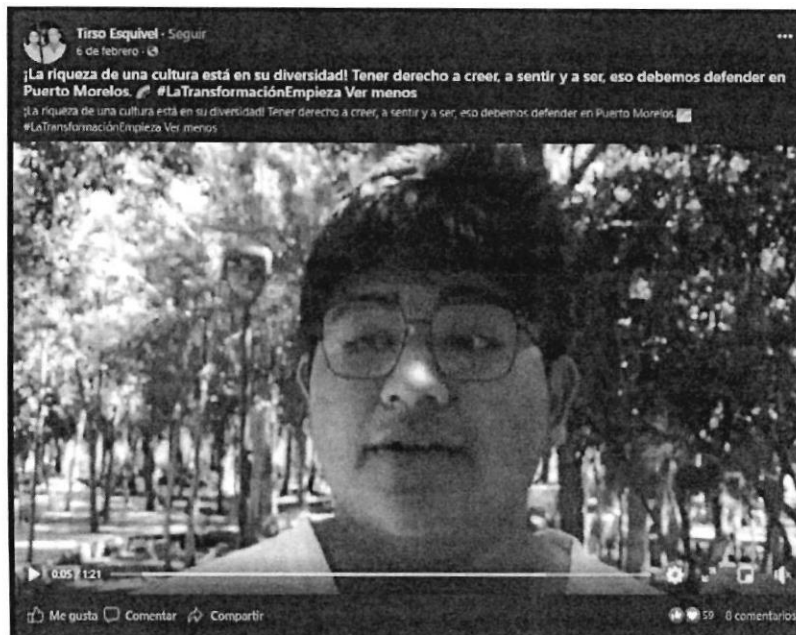 Tirso Esquivel · Seguir
6 de febrero ·
¡La riqueza de una cultura está en su diversidad! Tener derecho a creer, a sentir y a ser, eso debemos defender en
Puerto Morelos. #LaTransformaciónEmpieza Ver menos
¡La riqueza de una cultura está en su diversidad! Tener derecho a creer, a sentir y a ser, eso debemos defender en Puerto Morelos
#LaTransformaciónEmpieza Ver menos
0:05 / 1:21
Me gusta Comentar Compartir 59 8 comentarios